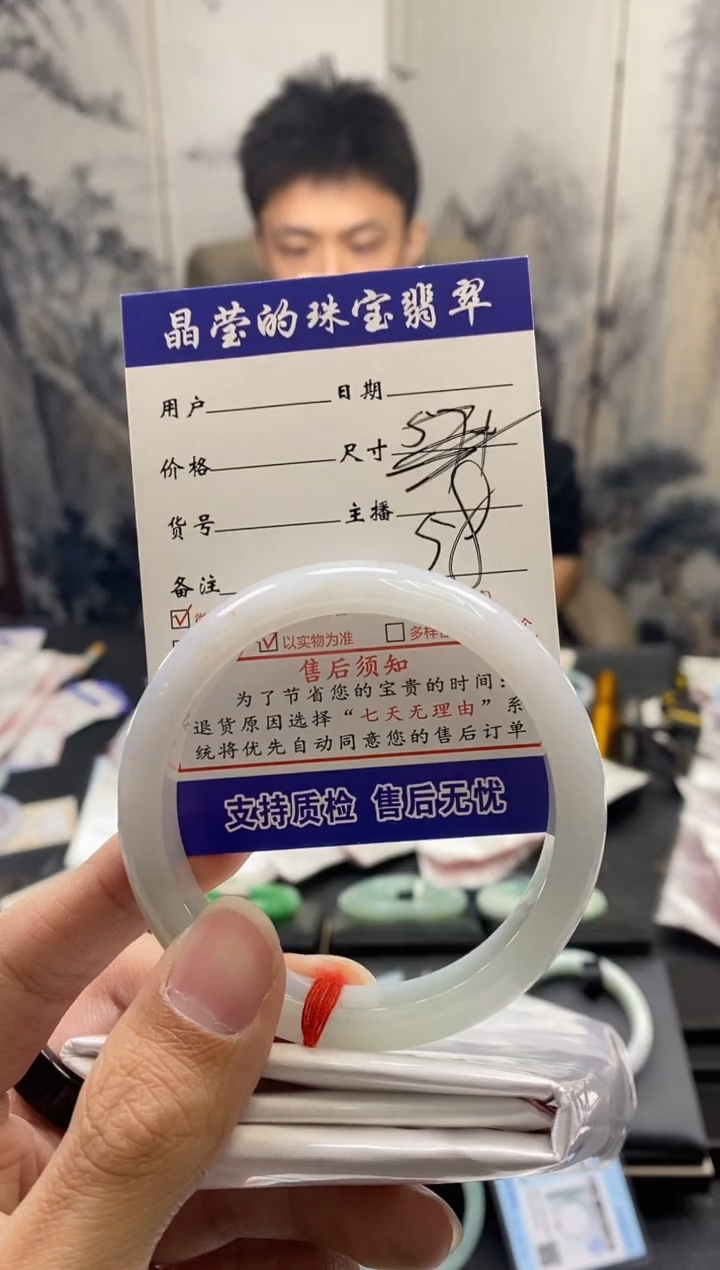 晶莹的珠宝翡翠
用户 日期
价格 尺寸
货号 主播 58
备注
以实物为准 多样
售后须知
为了节省您的宝贵的时间：
退货原因选择“七天无理由”系
统将优先自动同意您的售后订单
支持质检 售后无忧